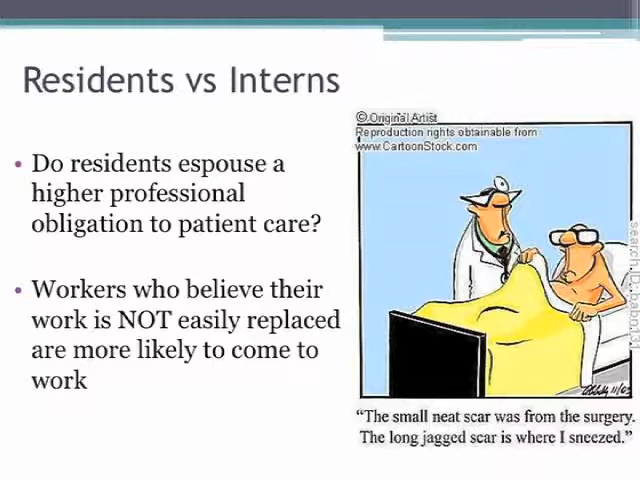 Residents vs Interns
• Do residents espouse a
higher professional
obligation to patient care?
• Workers who believe their
work is NOT easily replaced
are more likely to come to
work
© Original Artist
Reproduction rights obtainable from
www.CartoonStock.com
"The small neat scar was from the surgery.
The long jagged scar is where I sneezed."